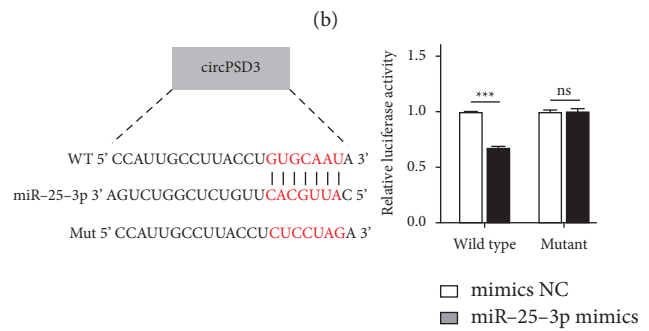 (b)
circPSD3
WT 5' CCAUUGCCUUACCUGUGCAAUA 3'
miR–25–3p 3' AGUCUGGCUCUGUUCACGUUAC 5'
Mut 5' CCAUUGCCUUACCUCUCCUAGA 3'
Relative luciferase activity
1.5
1.0
0.5
0.0
***
ns
Wild type
Mutant
mimics NC
miR–25–3p mimics